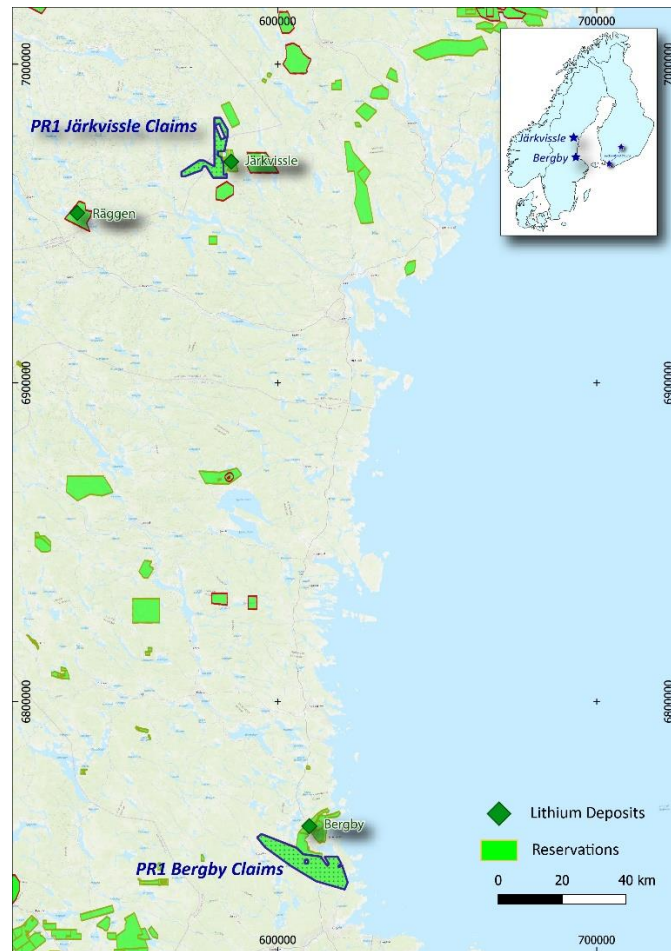 600000
700000
7000000
7000000
PR1 Järkvissle Claims
Järkvissle
Räggen
Järkvissle
Bergby
6900000
6900000
6800000
6800000
Bergby
PR1 Bergby Claims
Lithium Deposits
Reservations
0 20 40 km
600000
700000